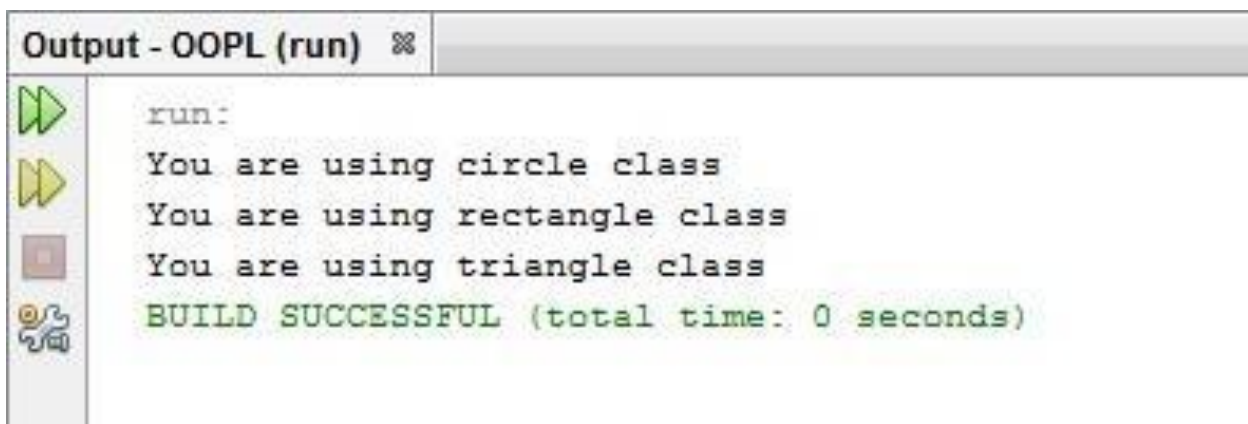 Output - OOPL (run)
run:
You are using circle class
You are using rectangle class
You are using triangle class
BUILD SUCCESSFUL (total time: 0 seconds)